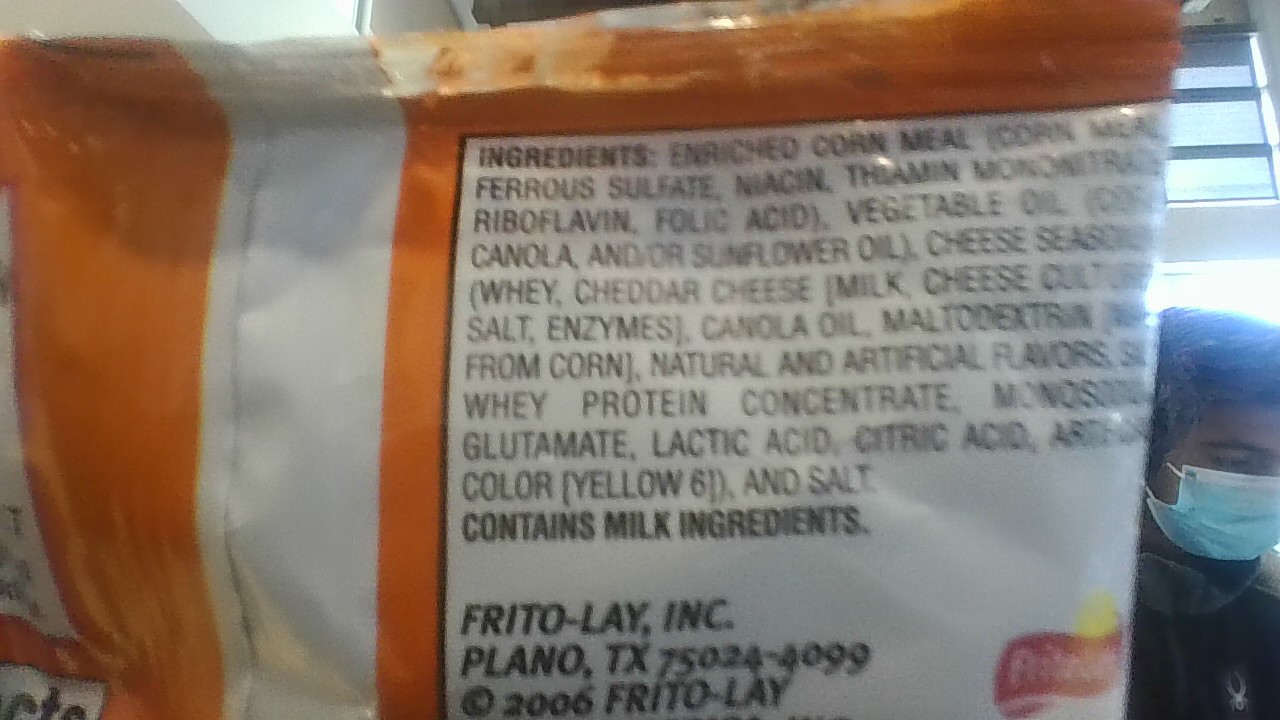 INGREDIENTS: ENRICHED CORN MEAL (CORN
FERROUS SULFATE, NIACIN, THIAMIN
RIBOFLAVIN, FOLIC ACID), VEGETABLE OIL
CANOLA, AND/OR SUNFLOWER OIL), CHEESE
(WHEY, CHEDDAR CHEESE [MILK, CHEESE
SALT, ENZYMES], CANOLA OIL, MALTODEXTRIN
FROM CORN], NATURAL AND ARTIFICIAL FLAVORS,
WHEY PROTEIN CONCENTRATE,
GLUTAMATE, LACTIC ACID, CITRIC ACID,
COLOR [YELLOW 6]), AND SALT.
CONTAINS MILK INGREDIENTS.
FRITO-LAY, INC.
PLANO, TX 75024-4099
© 2006 FRITO-LAY